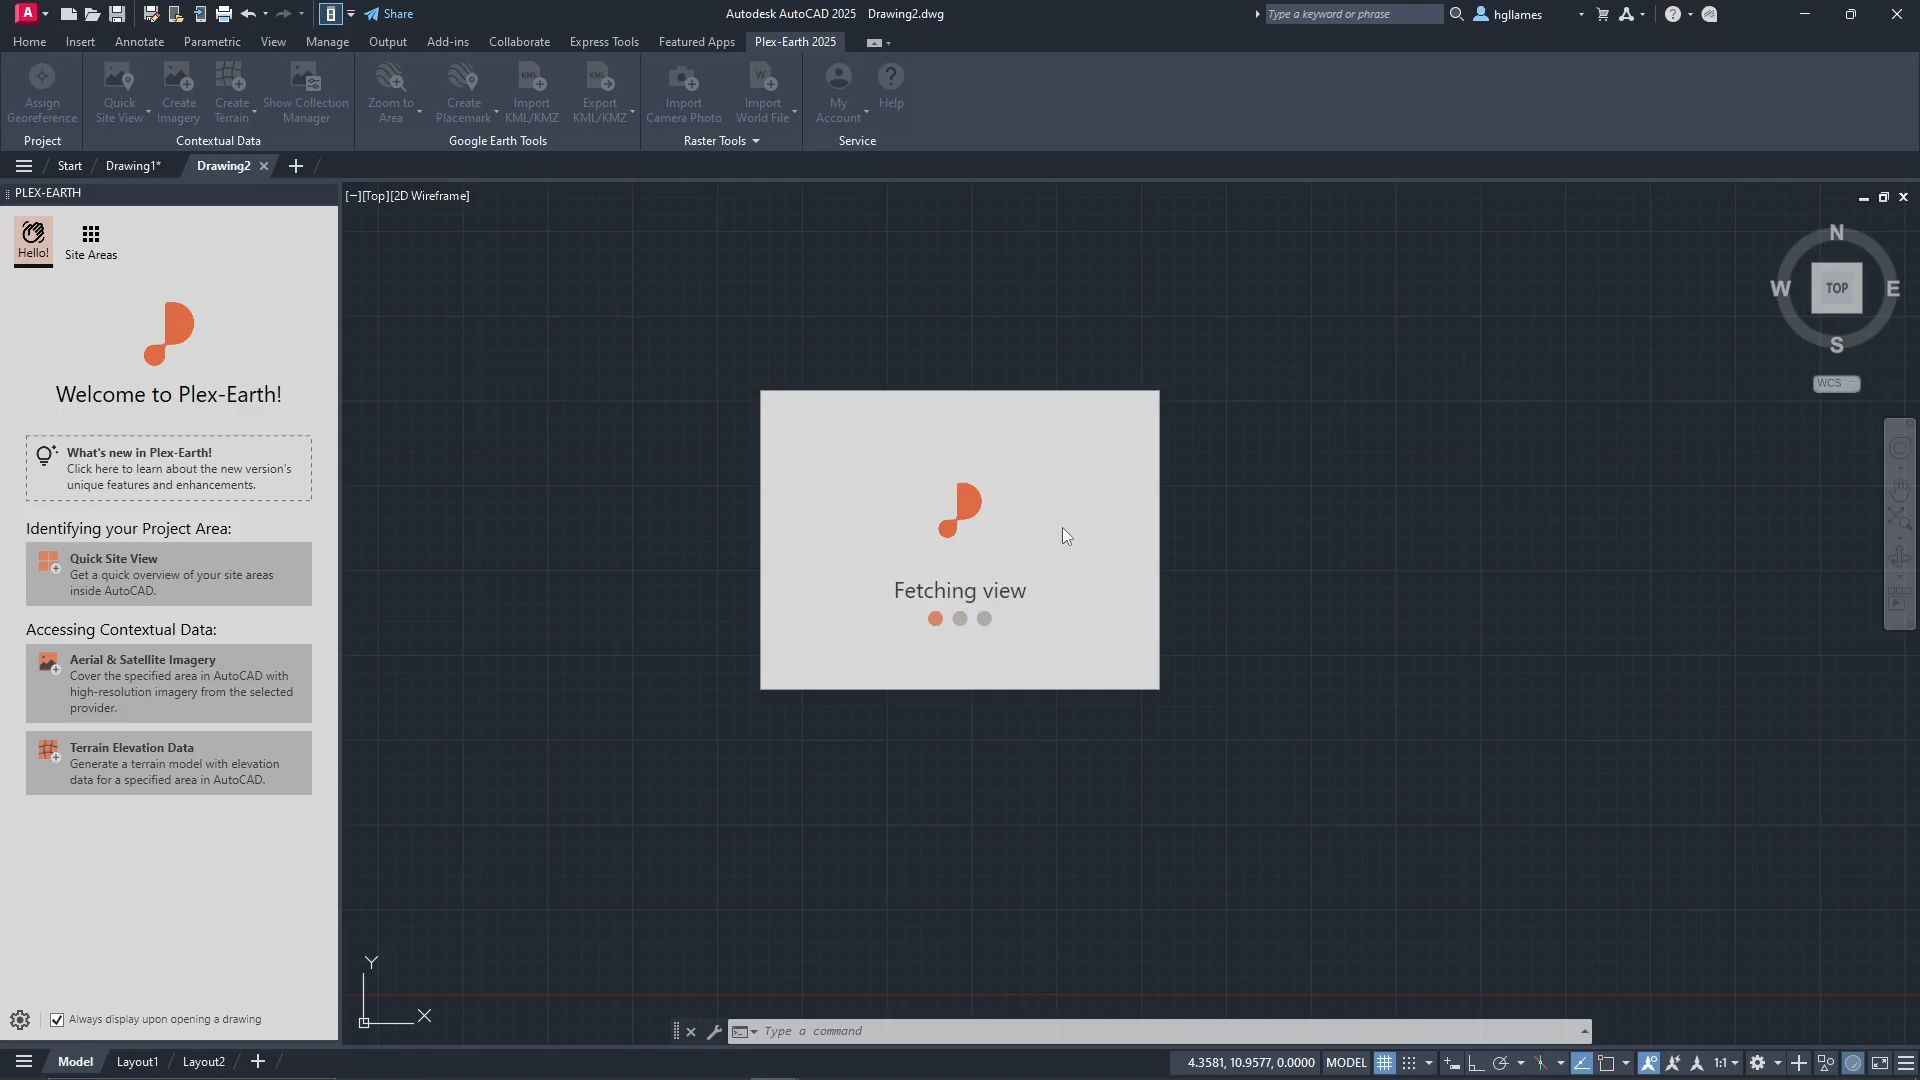 A
Share
Autodesk AutoCAD 2025 Drawing2.dwg
Type a keyword or phrase
hgllames
Home Insert Annotate Parametric View Manage Output Add-ins Collaborate Express Tools Featured Apps Plex-Earth 2025
Assign
Georeference
Quick
Site View
Create
Imagery
Create
Terrain
Show Collection
Manager
Zoom to
Area
Create
Placemark
KML
Import
KML/KMZ
KML
Export
KML/KMZ
Import
Camera Photo
W
Import
World File
My
Account
?
Help
Project
Contextual Data
Google Earth Tools
Raster Tools
Service
Start Drawing1* Drawing2
PLEX-EARTH
[−][Top][2D Wireframe]
Hello!
Site Areas
N
W
TOP
E
S
WCS
Welcome to Plex-Earth!
What's new in Plex-Earth!
Click here to learn about the new version's
unique features and enhancements.
Identifying your Project Area:
Quick Site View
Get a quick overview of your site areas
inside AutoCAD.
Accessing Contextual Data:
Aerial & Satellite Imagery
Cover the specified area in AutoCAD with
high-resolution imagery from the selected
provider.
Terrain Elevation Data
Generate a terrain model with elevation
data for a specified area in AutoCAD.
Fetching view
Y
X
Always display upon opening a drawing
Type a command
Model Layout1 Layout2
4.3581, 10.9577, 0.0000 MODEL
1:1